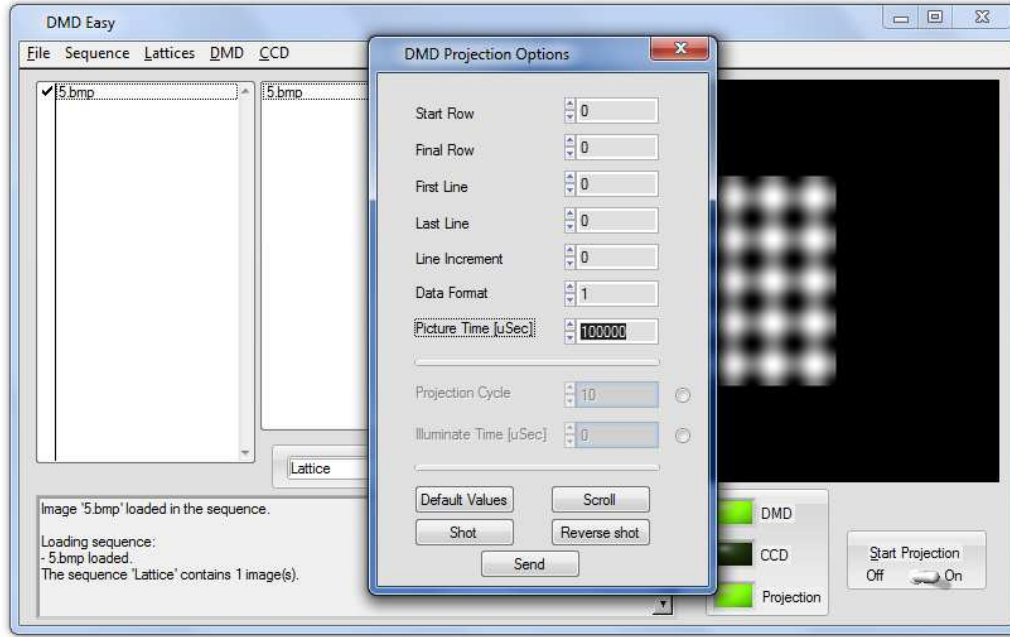 DMD Easy
File Sequence Lattices DMD CCD
5.bmp
5.bmp
Lattice
Image '5.bmp' loaded in the sequence.
Loading sequence:
- 5.bmp loaded.
The sequence 'Lattice' contains 1 image(s).
DMD Projection Options
Start Row 0
Final Row 0
First Line 0
Last Line 0
Line Increment 0
Data Format 1
Picture Time [uSec] 100000
Projection Cycle 10
Illuminate Time [uSec] 0
Default Values Scroll
Shot Reverse shot
Send
DMD
CCD
Projection
Start Projection
Off On